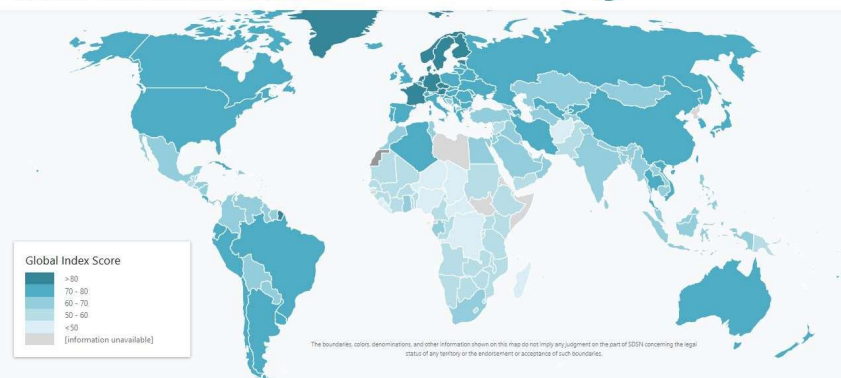 Global Index Score
>80
70 - 80
60 - 70
50 - 60
<50
[information unavailable]
The boundaries, colors, denominations, and other information shown on this map do not imply any judgment on the part of SDSN concerning the legal
status of any territory or the endorsement or acceptance of such boundaries.